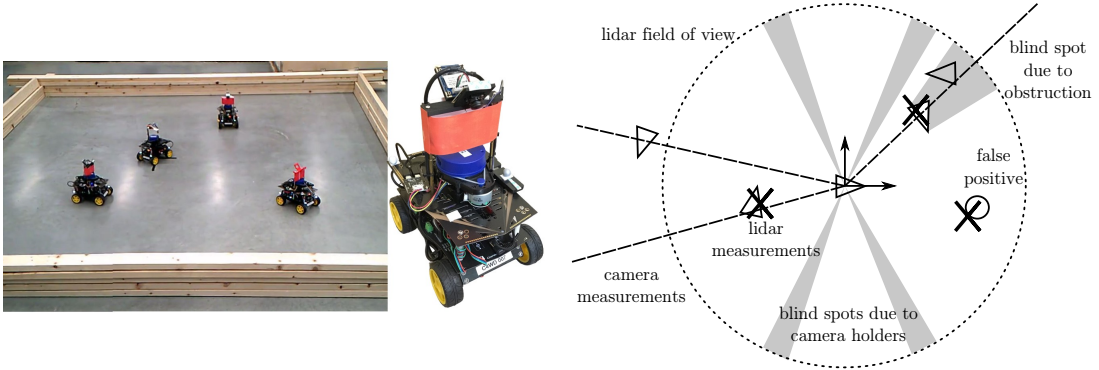 lidar field of view
blind spot
due to
obstruction
false
positive
lidar
measurements
camera
measurements
blind spots due to
camera holders